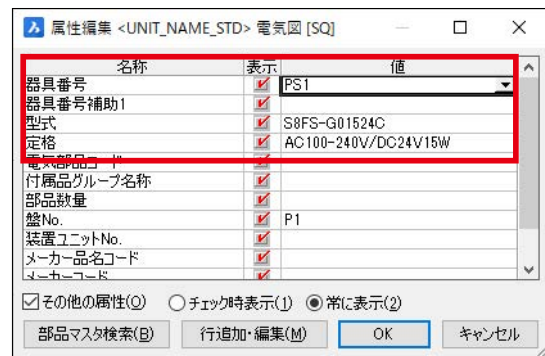 属性編集 <UNIT_NAME_STD> 電気図 [SQ]
名称 表示 値
器具番号 PS1
器具番号補助1
型式 S8FS-G01524C
定格 AC100-240V/DC24V15W
電気部品コード
付属品グループ名称
部品数量
盤No. P1
装置ユニットNo.
メーカー品名コード
メーカーコード
その他の属性(O) チェック時表示(1) 常に表示(2)
部品マスタ検索(B) 行追加・編集(M) OK キャンセル